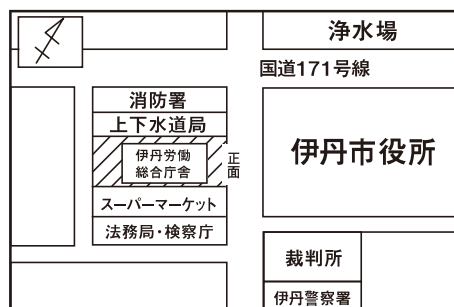 浄水場
国道171号線
消防署
上下水道局
伊丹労働
総合庁舎
正面
伊丹市役所
スーパーマーケット
法務局・検察庁
裁判所
伊丹警察署